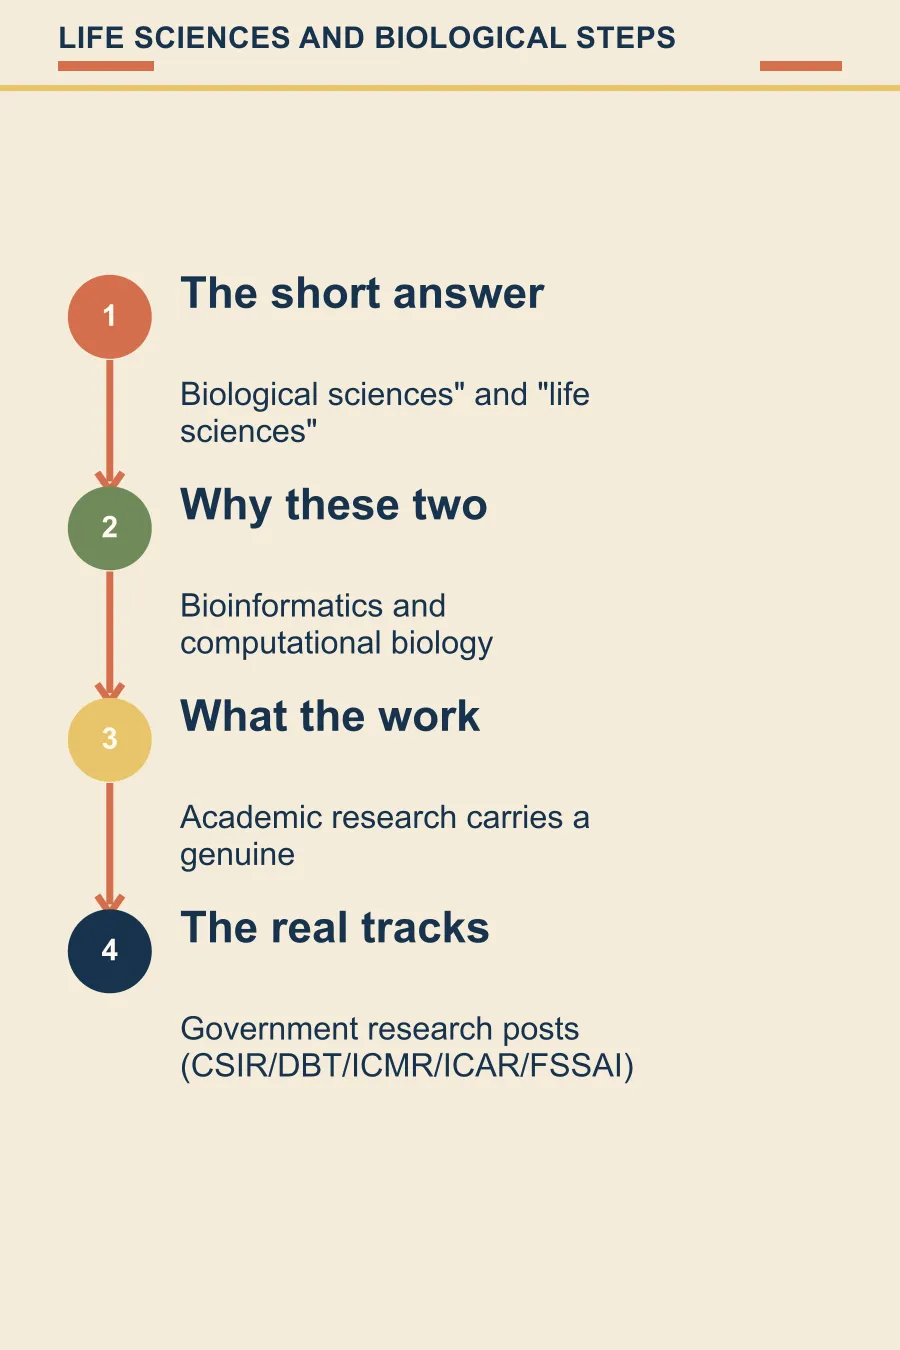 LIFE SCIENCES AND BIOLOGICAL STEPS
1
The short answer
Biological sciences" and "life
sciences"
2
Why these two
Bioinformatics and
computational biology
3
What the work
Academic research carries a
genuine
4
The real tracks
Government research posts
(CSIR/DBT/ICMR/ICAR/FSSAI)